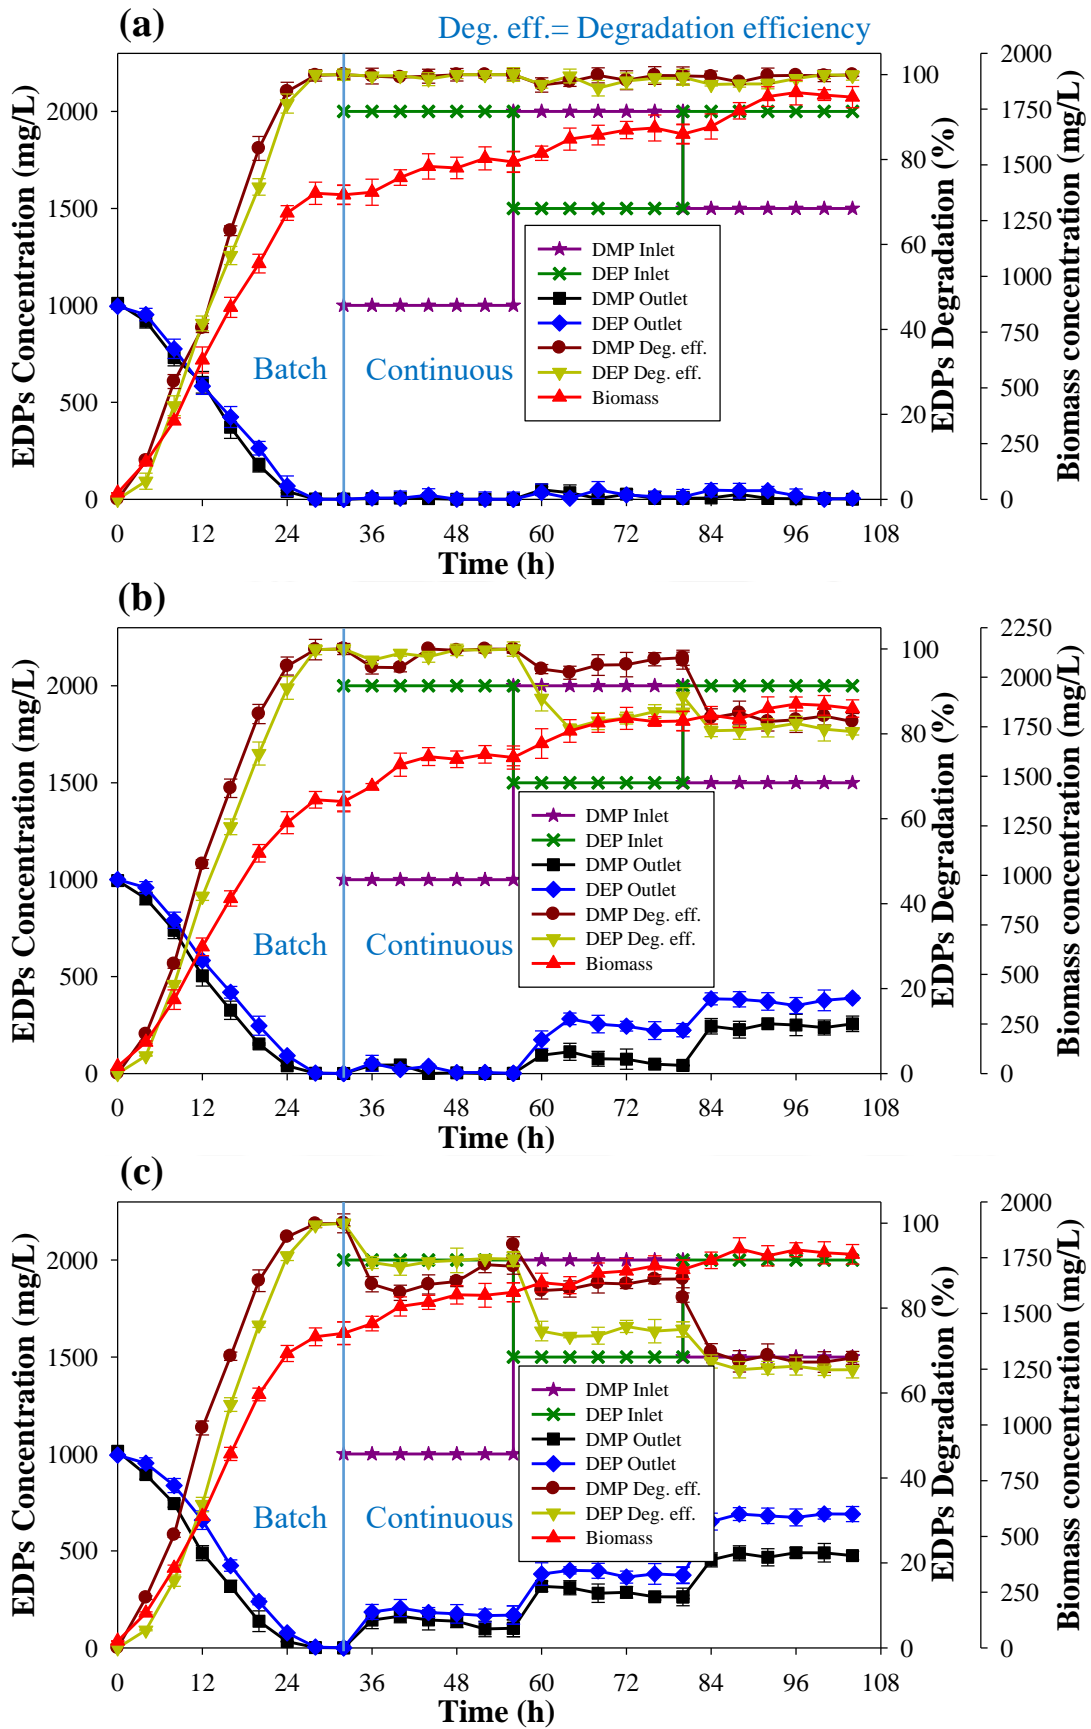 (a)
Deg. eff.= Degradation efficiency
EDPs Concentration (mg/L)
2000
1500
1000
500
0
100
80
60
40
20
0
EDPs Degradation (%)
2000
1750
1500
1250
1000
750
500
250
0
Biomass concentration (mg/L)
DMP Inlet
DEP Inlet
DMP Outlet
DEP Outlet
DMP Deg. eff.
DEP Deg. eff.
Biomass
Batch
Continuous
0 12 24 36 48 60 72 84 96 108
Time (h)
(b)
EDPs Concentration (mg/L)
2000
1500
1000
500
0
100
80
60
40
20
0
EDPs Degradation (%)
2250
2000
1750
1500
1250
1000
750
500
250
0
Biomass concentration (mg/L)
DMP Inlet
DEP Inlet
DMP Outlet
DEP Outlet
DMP Deg. eff.
DEP Deg. eff.
Biomass
Batch
Continuous
0 12 24 36 48 60 72 84 96 108
Time (h)
(c)
EDPs Concentration (mg/L)
2000
1500
1000
500
0
100
80
60
40
20
0
EDPs Degradation (%)
2000
1750
1500
1250
1000
750
500
250
0
Biomass concentration (mg/L)
DMP Inlet
DEP Inlet
DMP Outlet
DEP Outlet
DMP Deg. eff.
DEP Deg. eff.
Biomass
Batch
Continuous
0 12 24 36 48 60 72 84 96 108
Time (h)